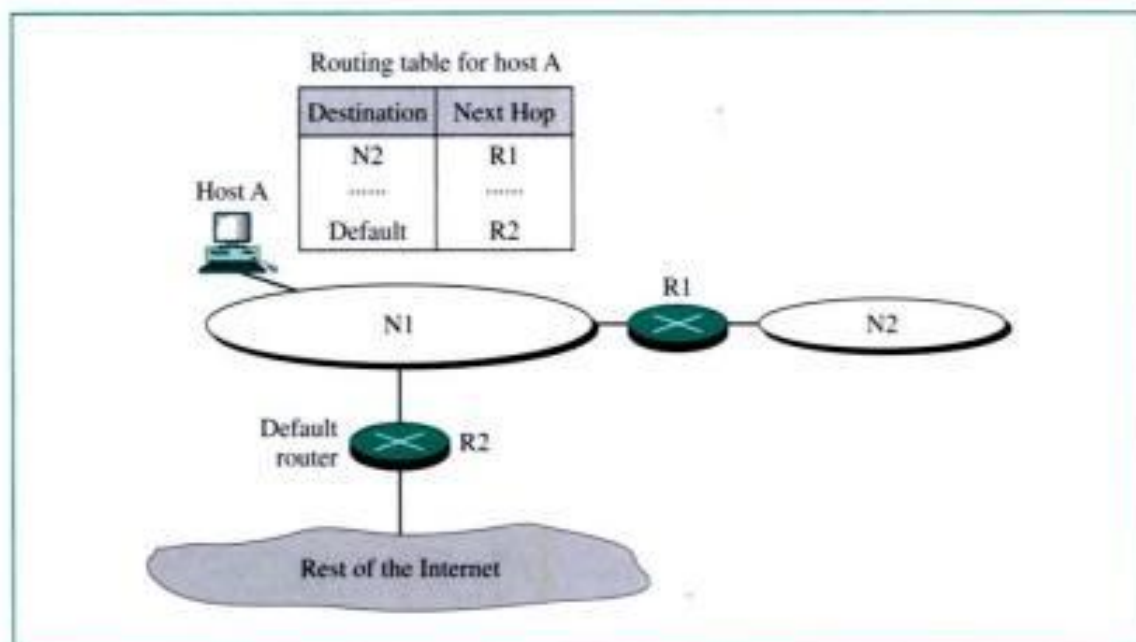 Routing table for host A
Destination Next Hop
N2 R1
...... ......
Default R2
Host A
R1
N1
N2
Default
router
R2
Rest of the Internet